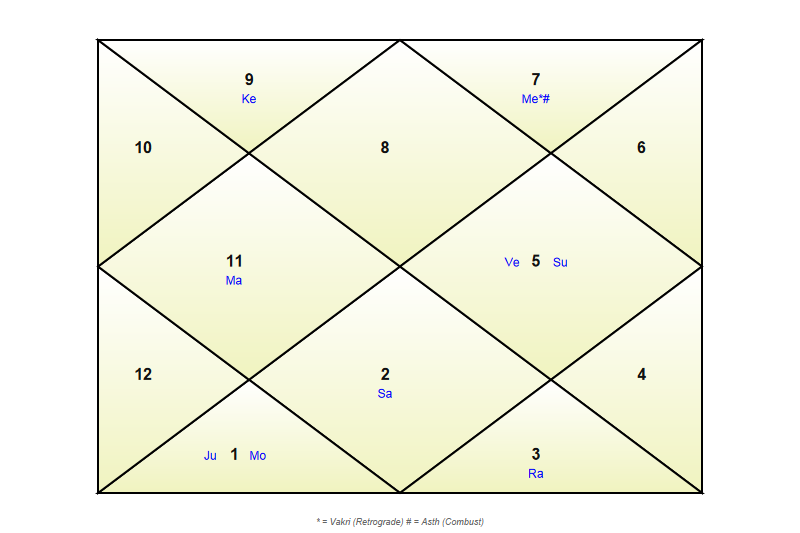 9
Ke
7
Me*#
10
8
6
11
Ma
Ve 5 Su
12
2
Sa
4
Ju 1 Mo
3
Ra
* = Vakri (Retrograde) # = Asth (Combust)